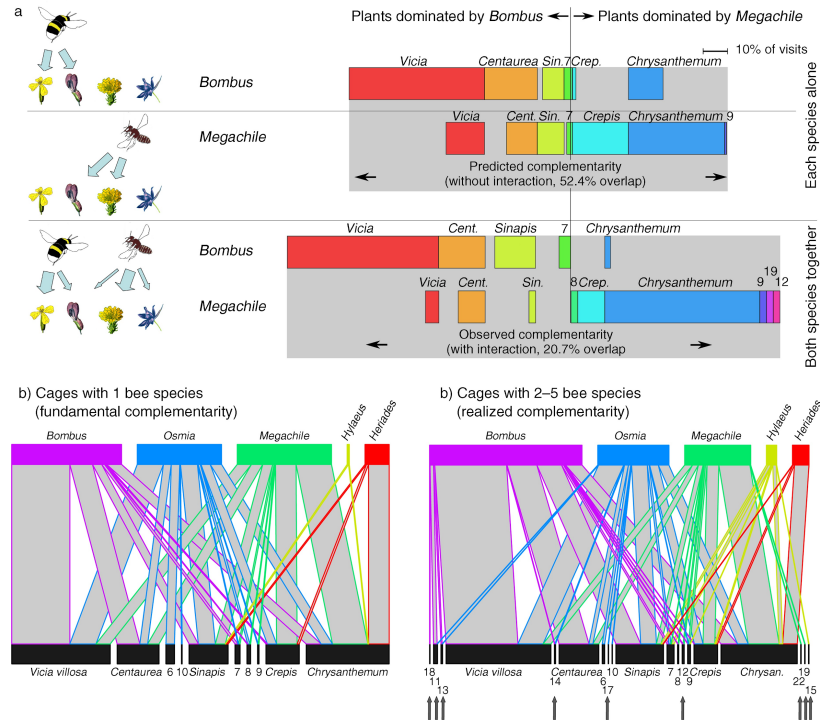 a
Plants dominated by Bombus
Plants dominated by Megachile
10% of visits
Bombus
Vicia
Centaurea
Sin.
7
Crep.
Chrysanthemum
Megachile
Vicia
Cent.
Sin.
7
Crepis
Chrysanthemum
9
Predicted complementarity
(without interaction, 52.4% overlap)
Each species alone
Bombus
Vicia
Cent.
Sinapis
7
Chrysanthemum
Megachile
Vicia
Cent.
Sin.
8
Crep.
Chrysanthemum
9
19
12
Observed complementarity
(with interaction, 20.7% overlap
Both species together
b) Cages with 1 bee species
(fundamental complementarity)
Bombus
Osmia
Megachile
Hylaeus
Heriades
Vicia villosa
Centaurea
6
10
Sinapis
7
8
9
Crepis
Chrysanthemum
b) Cages with 2–5 bee species
(realized complementarity)
Bombus
Osmia
Megachile
Hylaeus
Heriades
18
11
13
Vicia villosa
14
Centaurea
6
17
10
Sinapis
7
8
12
9
Crepis
Chrysan.
22
19
15